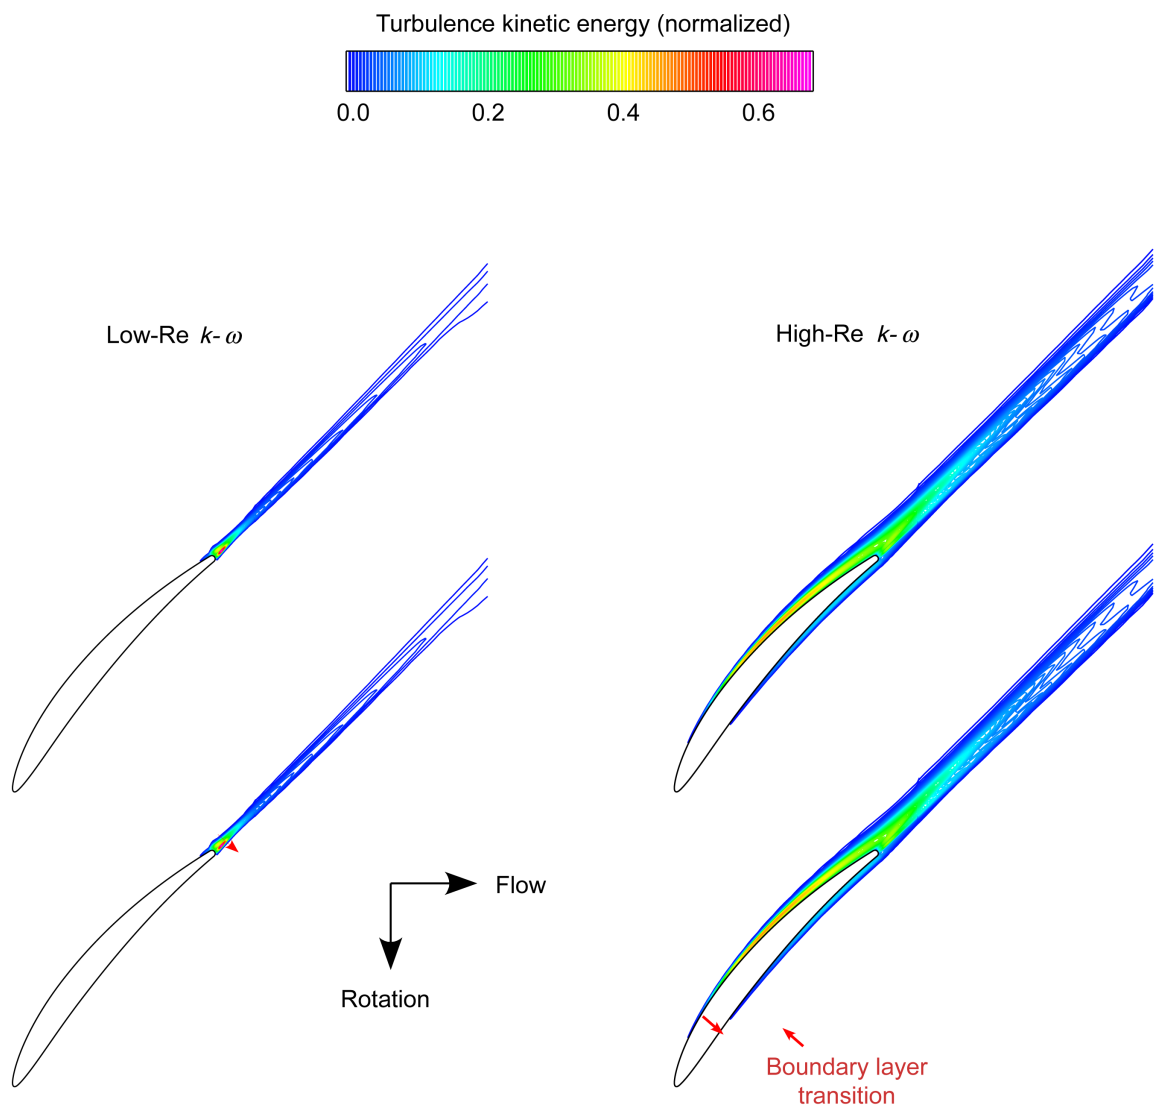 Turbulence kinetic energy (normalized)
0.0 0.2 0.4 0.6
Low-Re k-ω
High-Re k-ω
Flow
Rotation
Boundary layer
transition